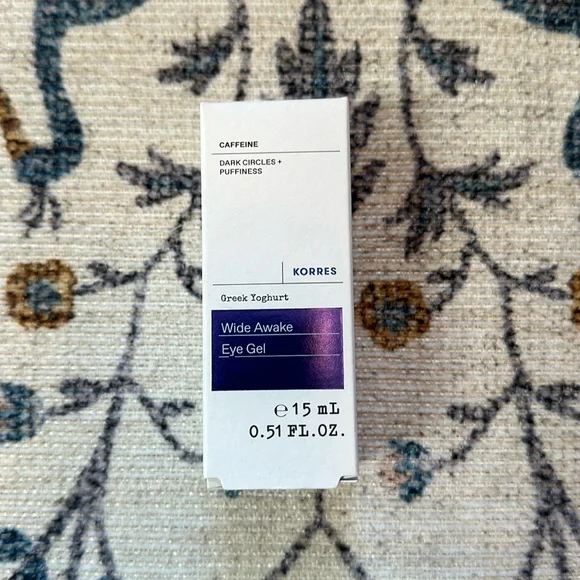 CAFFEINE
DARK CIRCLES +
PUFFINESS
KORRES
Greek Yoghurt
Wide Awake
Eye Gel
℮ 15 mL
0.51 FL.OZ.